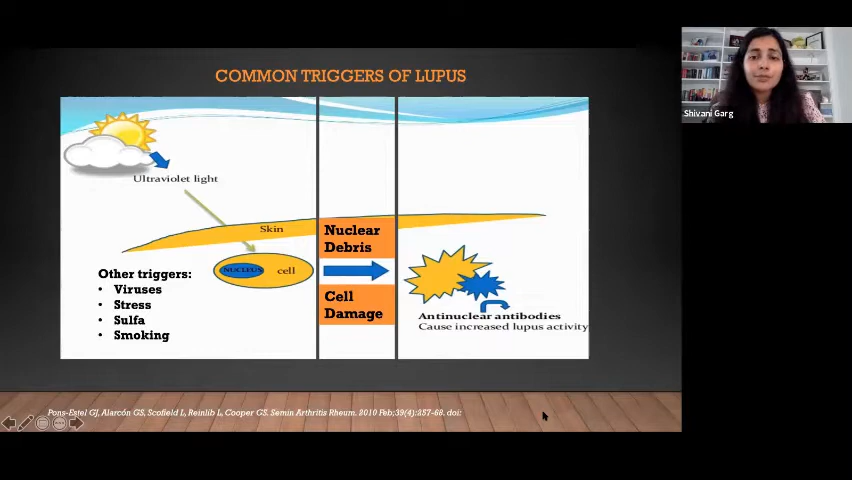 COMMON TRIGGERS OF LUPUS
Shivani Garg
Ultraviolet light
Skin
Nuclear
Debris
NUCLEUS
cell
Other triggers:
• Viruses
• Stress
• Sulfa
• Smoking
Cell
Damage
Antinuclear antibodies
Cause increased lupus activity
Pons-Estel GJ, Alarcón GS, Scofield L, Reinlib L, Cooper GS. Semin Arthritis Rheum. 2010 Feb;39(4):257-68. doi: